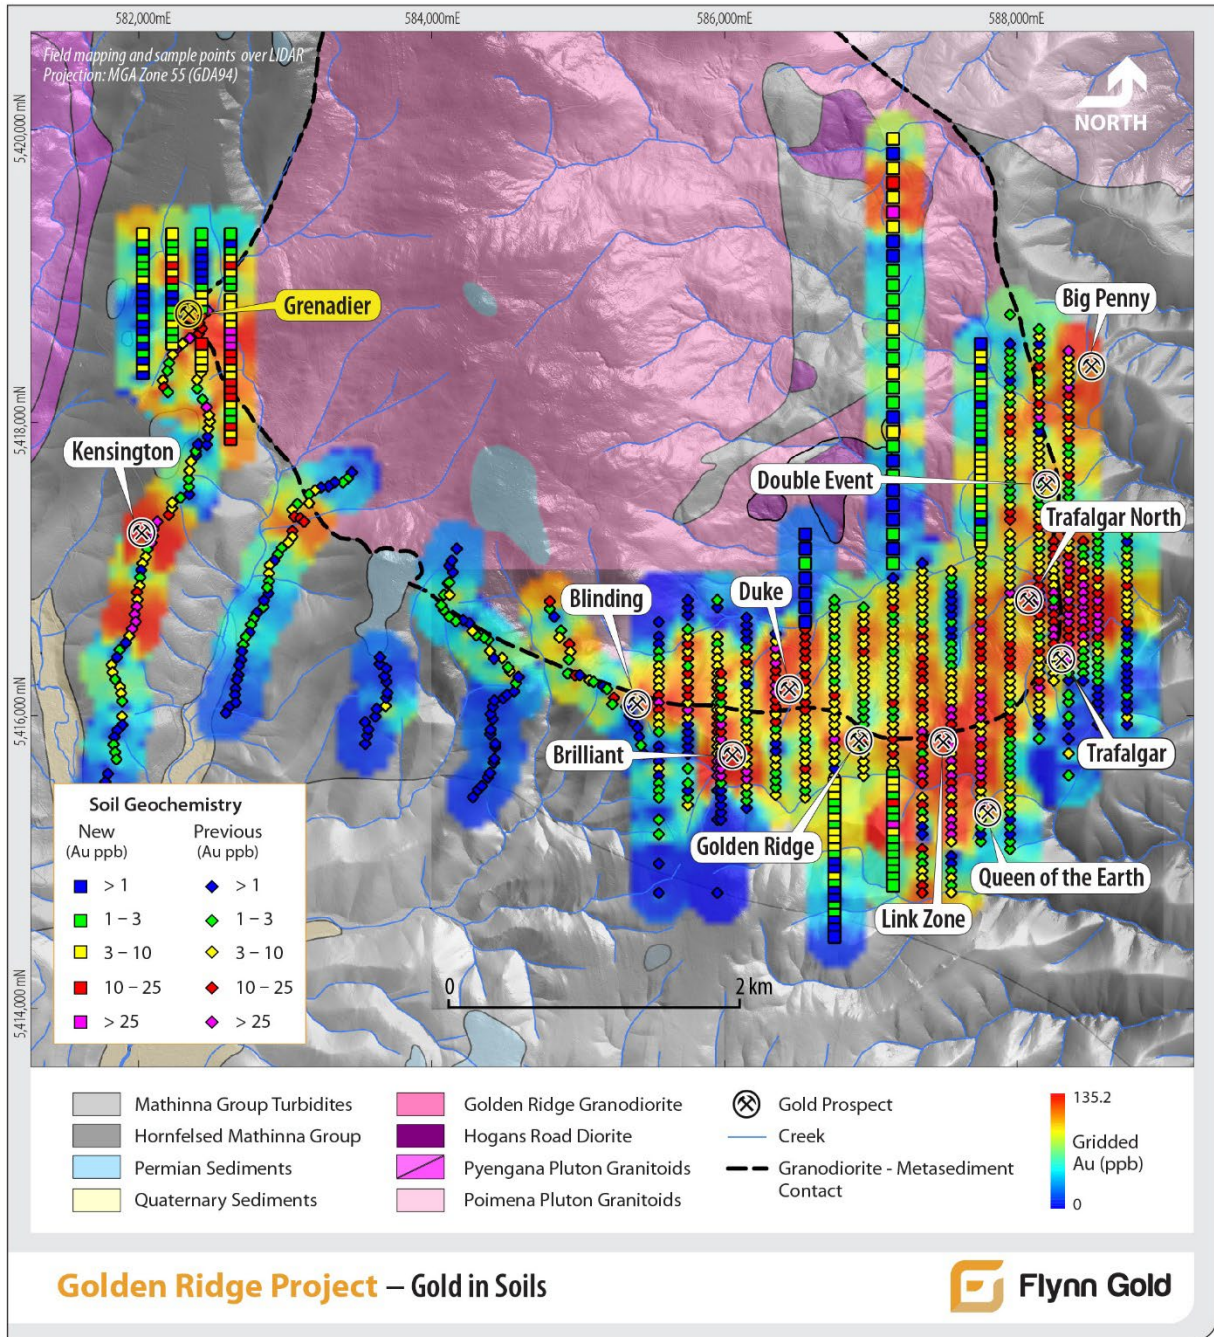 582,000mE
584,000mE
586,000mE
588,000mE
Field mapping and sample points over LIDAR
Projection: MGA Zone 55 (GDA94)
5,420,000 mN
NORTH
Grenadier
Big Penny
5,418,000 mN
Kensington
Double Event
Trafalgar North
Blinding
Duke
5,416,000 mN
Brilliant
Trafalgar
Golden Ridge
Queen of the Earth
Link Zone
Soil Geochemistry
New
(Au ppb)
Previous
(Au ppb)
> 1
> 1
1 – 3
1 – 3
3 – 10
3 – 10
10 – 25
10 – 25
> 25
> 25
0
2 km
5,414,000 mN
Mathinna Group Turbidites
Hornfelsed Mathinna Group
Permian Sediments
Quaternary Sediments
Golden Ridge Granodiorite
Hogans Road Diorite
Pyengana Pluton Granitoids
Poimena Pluton Granitoids
Gold Prospect
Creek
Granodiorite - Metasediment
Contact
135.2
Gridded
Au (ppb)
0
Golden Ridge Project – Gold in Soils
Flynn Gold